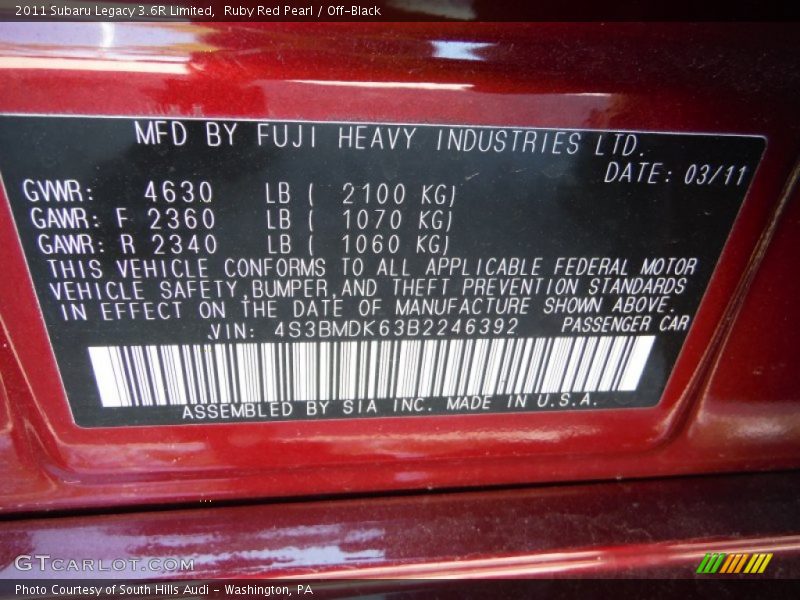 2011 Subaru Legacy 3.6R Limited,  Ruby Red Pearl / Off-Black
MFD BY FUJI HEAVY INDUSTRIES LTD.
DATE: 03/11
GVWR: 4630 LB ( 2100 KG)
GAWR: F 2360 LB ( 1070 KG)
GAWR: R 2340 LB ( 1060 KG)
THIS VEHICLE CONFORMS TO ALL APPLICABLE FEDERAL MOTOR
VEHICLE SAFETY,BUMPER,AND THEFT PREVENTION STANDARDS
IN EFFECT ON THE DATE OF MANUFACTURE SHOWN ABOVE.
VIN: 4S3BMDK63B2246392 PASSENGER CAR
ASSEMBLED BY SIA INC. MADE IN U.S.A.
GTCARLOT.COM
Photo Courtesy of South Hills Audi - Washington, PA